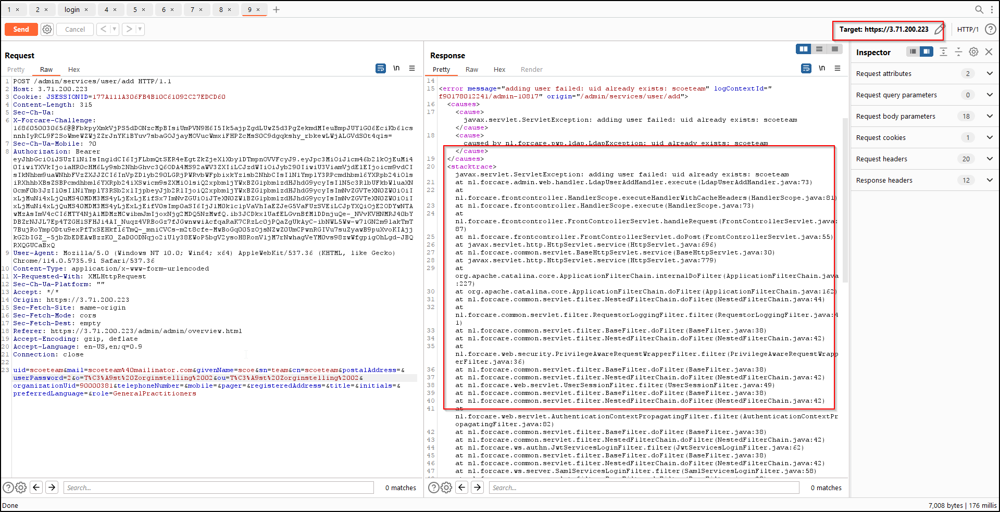 1 × 2 × login × 4 × 5 × 6 × 7 × 8 × 9 × +
Send Cancel < > Target: https://3.71.200.223 HTTP/1 ?
Request
Pretty Raw Hex \n
1 POST /admin/services/user/add HTTP/1.1
2 Host: 3.71.200.223
3 Cookie: JSESSIONID=177A111A306FB4B10C61092C27EDCD60
4 Content-Length: 315
5 Sec-Ch-Ua:
6 X-Forcare-Challenge:
7 Sec-Ch-Ua-Mobile: ?0
8 Authorization: Bearer
9 User-Agent: Mozilla/5.0 (Windows NT 10.0; Win64; x64) AppleWebKit/537.36 (KHTML, like Gecko)
Chrome/114.0.5735.91 Safari/537.36
10 Content-Type: application/x-www-form-urlencoded
11 X-Requested-With: XMLHttpRequest
12 Sec-Ch-Ua-Platform: ""
13 Accept: */*
14 Origin: https://3.71.200.223
15 Sec-Fetch-Site: same-origin
16 Sec-Fetch-Mode: cors
17 Sec-Fetch-Dest: empty
18 Referer: https://3.71.200.223/admin/admin/overview.html
19 Accept-Encoding: gzip, deflate
20 Accept-Language: en-US,en;q=0.9
21 Connection: close
22
23 uid=scoeteam&mail=scoeteam%40mailinator.com&givenName=scoe&sn=team&cn=scoeteam&postalAddress=&
userPassword=2&o=T%C3%A9st%20Zorginstelling%2002&ou=T%C3%A9st%20Zorginstelling%2002&
organizationUid=90000381&telephoneNumber=&mobile=&pager=&registeredAddress=&title=&initials=&
preferredLanguage=&role=GeneralPractitioners
Search... 0 matches
Response
Pretty Raw Hex Render \n
14
15 <error message="adding user failed: uid already exists: scoeteam" logContextId="
f90178012241/admin-10817" origin="/admin/services/user/add">
16 <causes>
17 <cause>
javax.servlet.ServletException: adding user failed: uid already exists: scoeteam
</cause>
18 <cause>
caused by nl.forcare.pwp.ldap.LdapException: uid already exists: scoeteam
</cause>
19 </causes>
20 <stacktrace>
javax.servlet.ServletException: adding user failed: uid already exists: scoeteam
21 at nl.forcare.admin.web.handler.LdapUserAddHandler.execute(LdapUserAddHandler.java:73)
22 at
nl.forcare.frontcontroller.HandlerScope.executeHandlerWithCacheHeaders(HandlerScope.java:81)
23 at nl.forcare.frontcontroller.HandlerScope.execute(HandlerScope.java:73)
24 at
nl.forcare.frontcontroller.FrontControllerServlet.handleRequest(FrontControllerServlet.java:
87)
25 at nl.forcare.frontcontroller.FrontControllerServlet.doPost(FrontControllerServlet.java:55)
26 at javax.servlet.http.HttpServlet.service(HttpServlet.java:696)
27 at nl.forcare.common.servlet.BaseHttpServlet.service(BaseHttpServlet.java:30)
28 at javax.servlet.http.HttpServlet.service(HttpServlet.java:779)
29 at
org.apache.catalina.core.ApplicationFilterChain.internalDoFilter(ApplicationFilterChain.java
:227)
30 at org.apache.catalina.core.ApplicationFilterChain.doFilter(ApplicationFilterChain.java:162)
31 at nl.forcare.common.servlet.filter.NestedFilterChain.doFilter(NestedFilterChain.java:44)
32 at
nl.forcare.common.servlet.filter.RequestorLoggingFilter.filter(RequestorLoggingFilter.java:4
1)
33 at nl.forcare.common.servlet.filter.BaseFilter.doFilter(BaseFilter.java:38)
34 at nl.forcare.common.servlet.filter.NestedFilterChain.doFilter(NestedFilterChain.java:42)
35 at
nl.forcare.web.security.PrivilegeAwareRequestWrapperFilter.filter(PrivilegeAwareRequestWrapp
erFilter.java:36)
36 at nl.forcare.common.servlet.filter.BaseFilter.doFilter(BaseFilter.java:38)
37 at nl.forcare.common.servlet.filter.NestedFilterChain.doFilter(NestedFilterChain.java:42)
38 at nl.forcare.web.servlet.UserSessionFilter.filter(UserSessionFilter.java:49)
39 at nl.forcare.common.servlet.filter.BaseFilter.doFilter(BaseFilter.java:38)
40 at nl.forcare.common.servlet.filter.NestedFilterChain.doFilter(NestedFilterChain.java:42)
41 at
nl.forcare.web.servlet.AuthenticationContextPropagatingFilter.filter(AuthenticationContextPr
opagatingFilter.java:82)
42 at nl.forcare.common.servlet.filter.BaseFilter.doFilter(BaseFilter.java:38)
43 at nl.forcare.common.servlet.filter.NestedFilterChain.doFilter(NestedFilterChain.java:42)
44 at nl.forcare.ws.authn.JwtServicesLoginFilter.filter(JwtServicesLoginFilter.java:62)
45 at nl.forcare.common.servlet.filter.BaseFilter.doFilter(BaseFilter.java:38)
46 at nl.forcare.common.servlet.filter.NestedFilterChain.doFilter(NestedFilterChain.java:42)
47 at nl.forcare.ws.server.SamlServicesLoginFilter.filter(SamlServicesLoginFilter.java:58)
Search... 0 matches
Inspector
Request attributes 2
Request query parameters 0
Request body parameters 18
Request cookies 1
Request headers 20
Response headers 12
Done
7,008 bytes | 176 millis